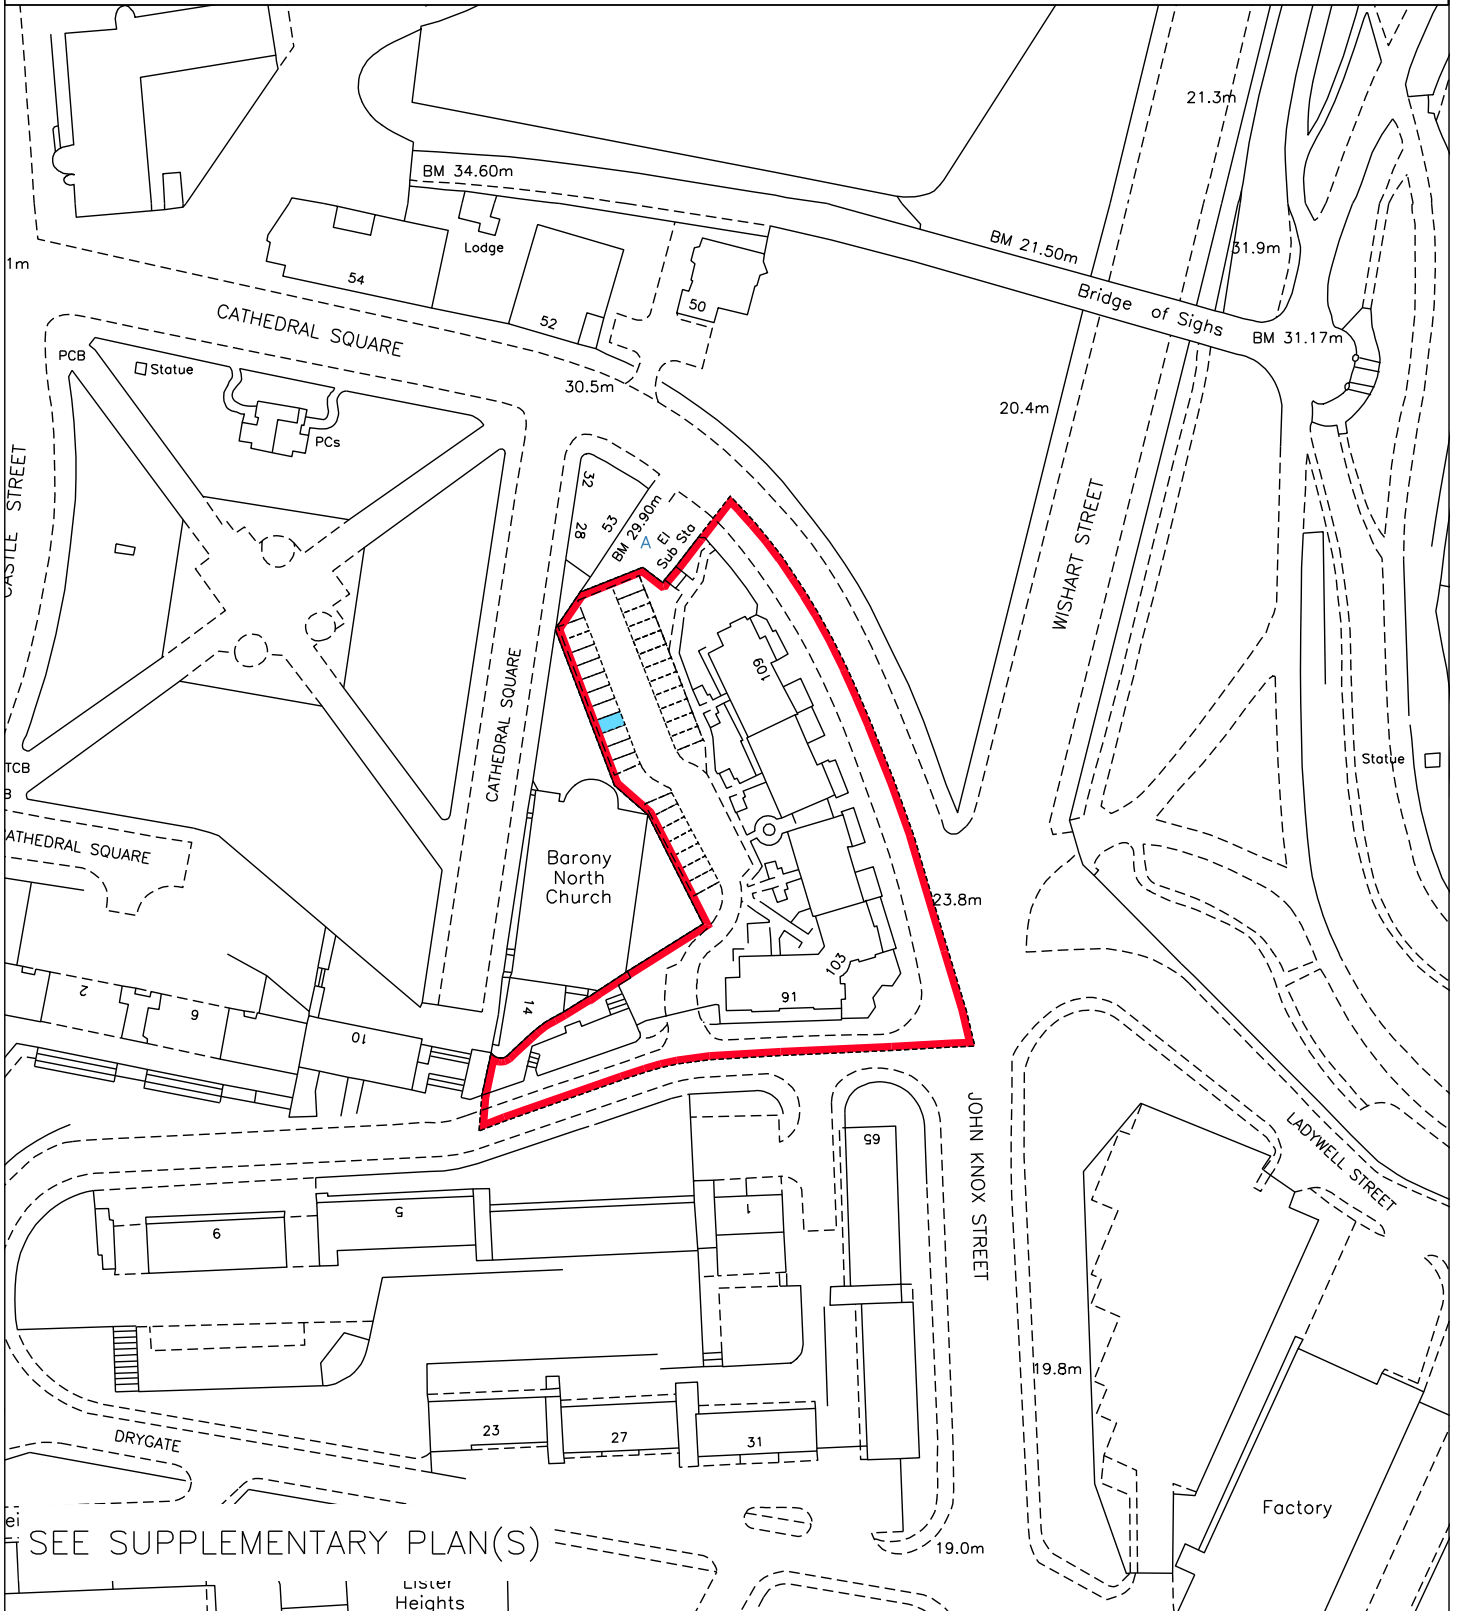 21.3m
BM 34.60m
Lodge
BM 21.50m
31.9m
1m
54
50
Bridge of Sighs
CATHEDRAL SQUARE
52
BM 31.17m
PCB
Statue
30.5m
20.4m
PCs
CASTLE STREET
32
28
53
BM 29.90m
A
El
Sub Sta
WISHART STREET
109
CATHEDRAL SQUARE
TCB
B
Statue
ATHEDRAL SQUARE
Barony
North
Church
23.8m
2
6
10
14
91
103
JOHN KNOX STREET
LADYWELL STREET
65
9
5
1
19.8m
23
27
31
DRYGATE
Factory
ei
SEE SUPPLEMENTARY PLAN(S)
19.0m
Lister
Heights